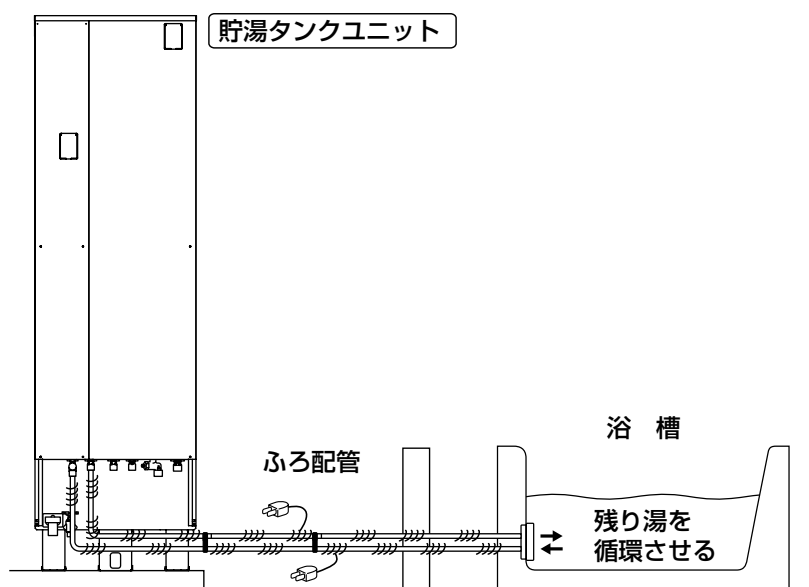 貯湯タンクユニット
ふろ配管
浴 槽
残り湯を
循環させる